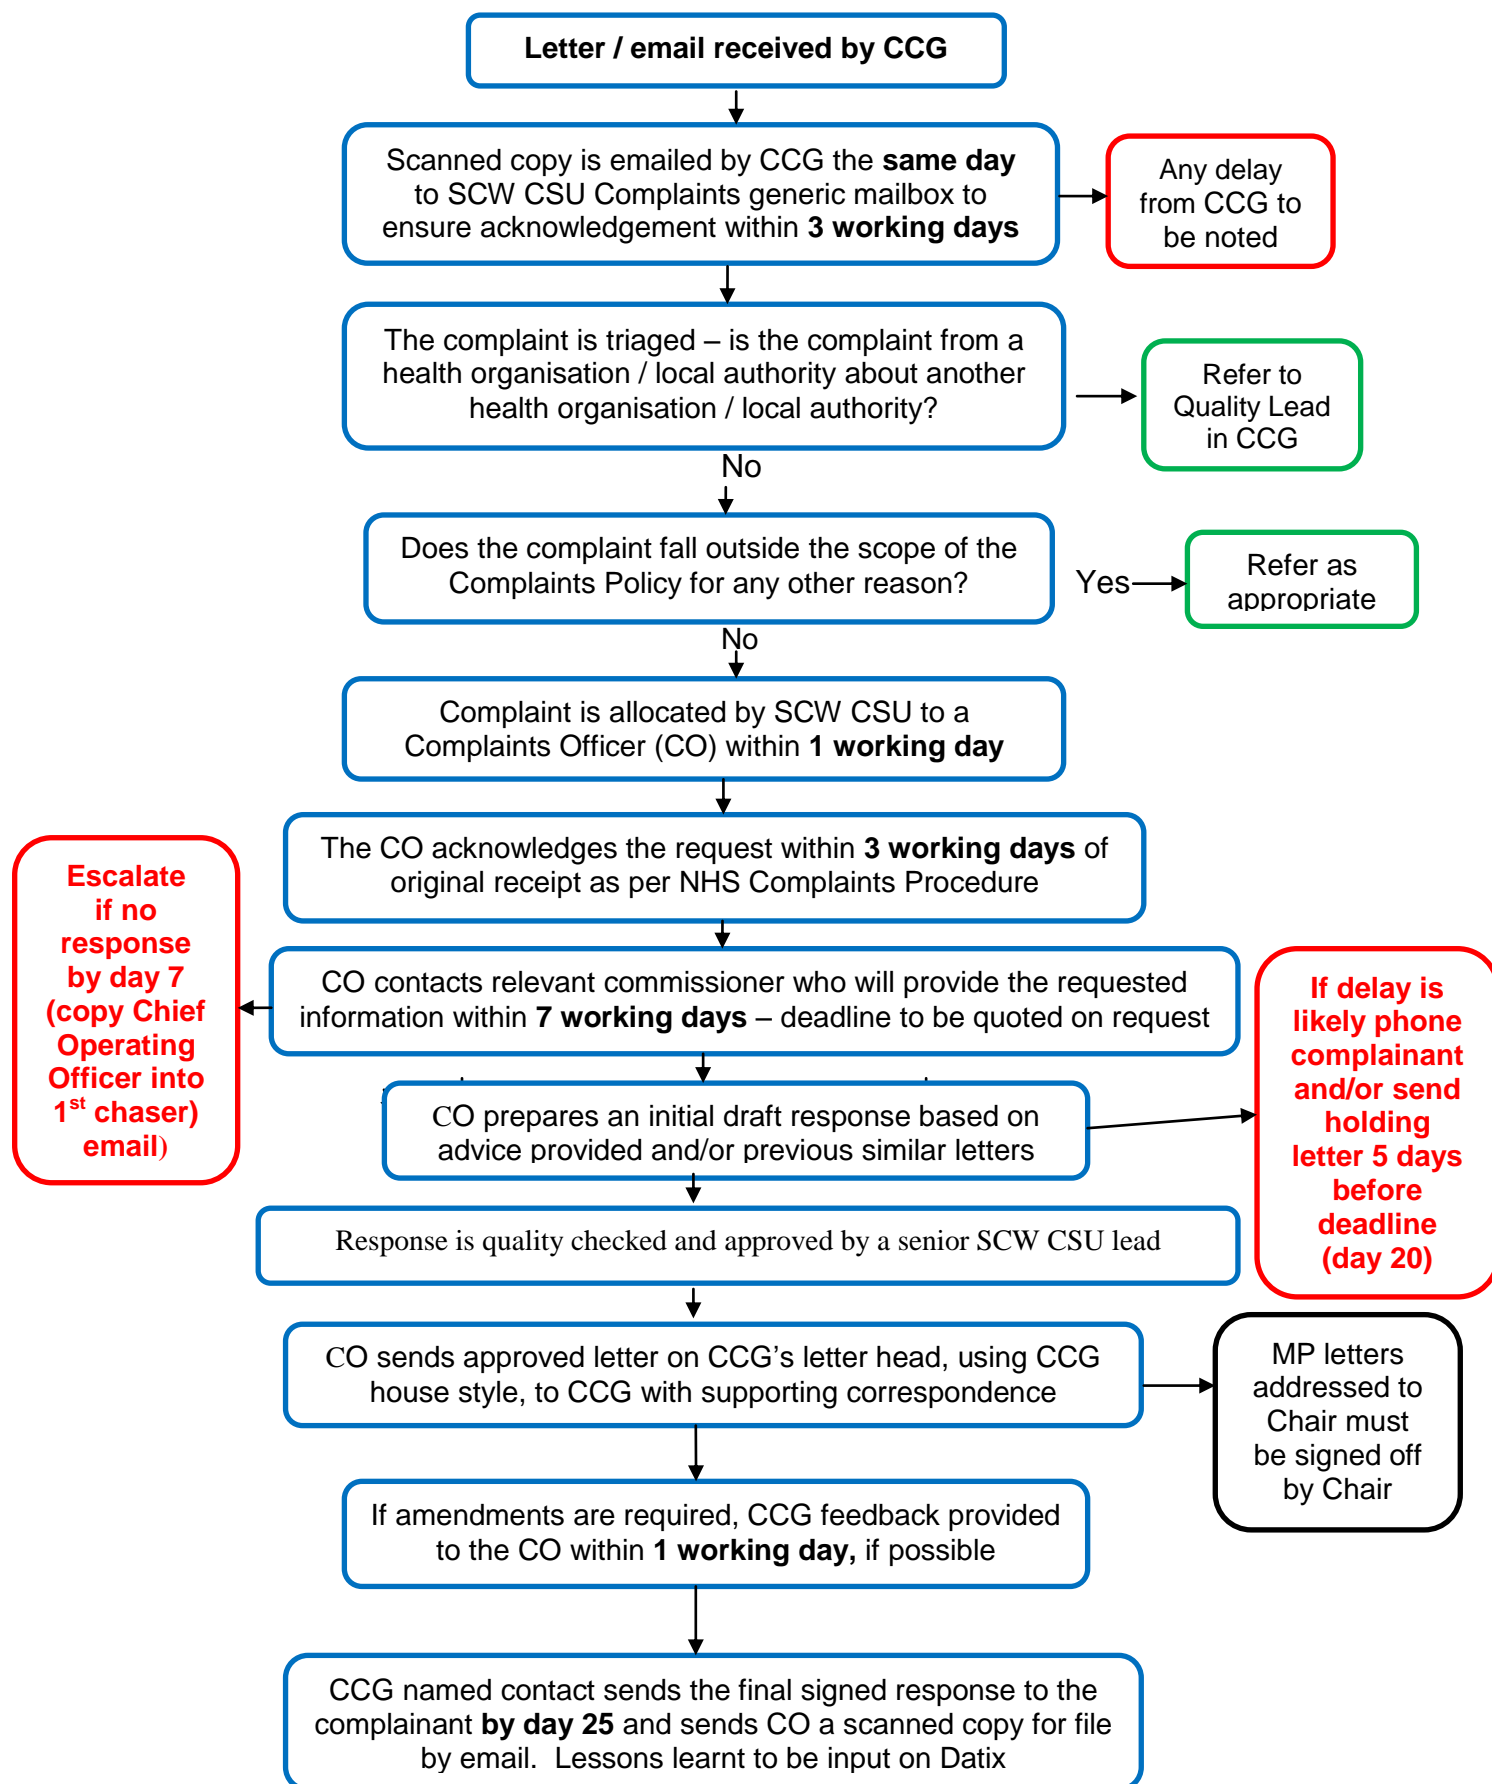 Letter / email received by CCG
Scanned copy is emailed by CCG the same day
to SCW CSU Complaints generic mailbox to
ensure acknowledgement within 3 working days
Any delay
from CCG to
be noted
The complaint is triaged – is the complaint from a
health organisation / local authority about another
health organisation / local authority?
Refer to
Quality Lead
in CCG
No
Does the complaint fall outside the scope of the
Complaints Policy for any other reason?
Yes
Refer as
appropriate
No
Complaint is allocated by SCW CSU to a
Complaints Officer (CO) within 1 working day
The CO acknowledges the request within 3 working days of
original receipt as per NHS Complaints Procedure
Escalate
if no
response
by day 7
(copy Chief
Operating
Officer into
1st chaser)
email)
CO contacts relevant commissioner who will provide the requested
information within 7 working days – deadline to be quoted on request
If delay is
likely phone
complainant
and/or send
holding
letter 5 days
before
deadline
(day 20)
CO prepares an initial draft response based on
advice provided and/or previous similar letters
Response is quality checked and approved by a senior SCW CSU lead
CO sends approved letter on CCG’s letter head, using CCG
house style, to CCG with supporting correspondence
MP letters
addressed to
Chair must
be signed off
by Chair
If amendments are required, CCG feedback provided
to the CO within 1 working day, if possible
CCG named contact sends the final signed response to the
complainant by day 25 and sends CO a scanned copy for file
by email.  Lessons learnt to be input on Datix